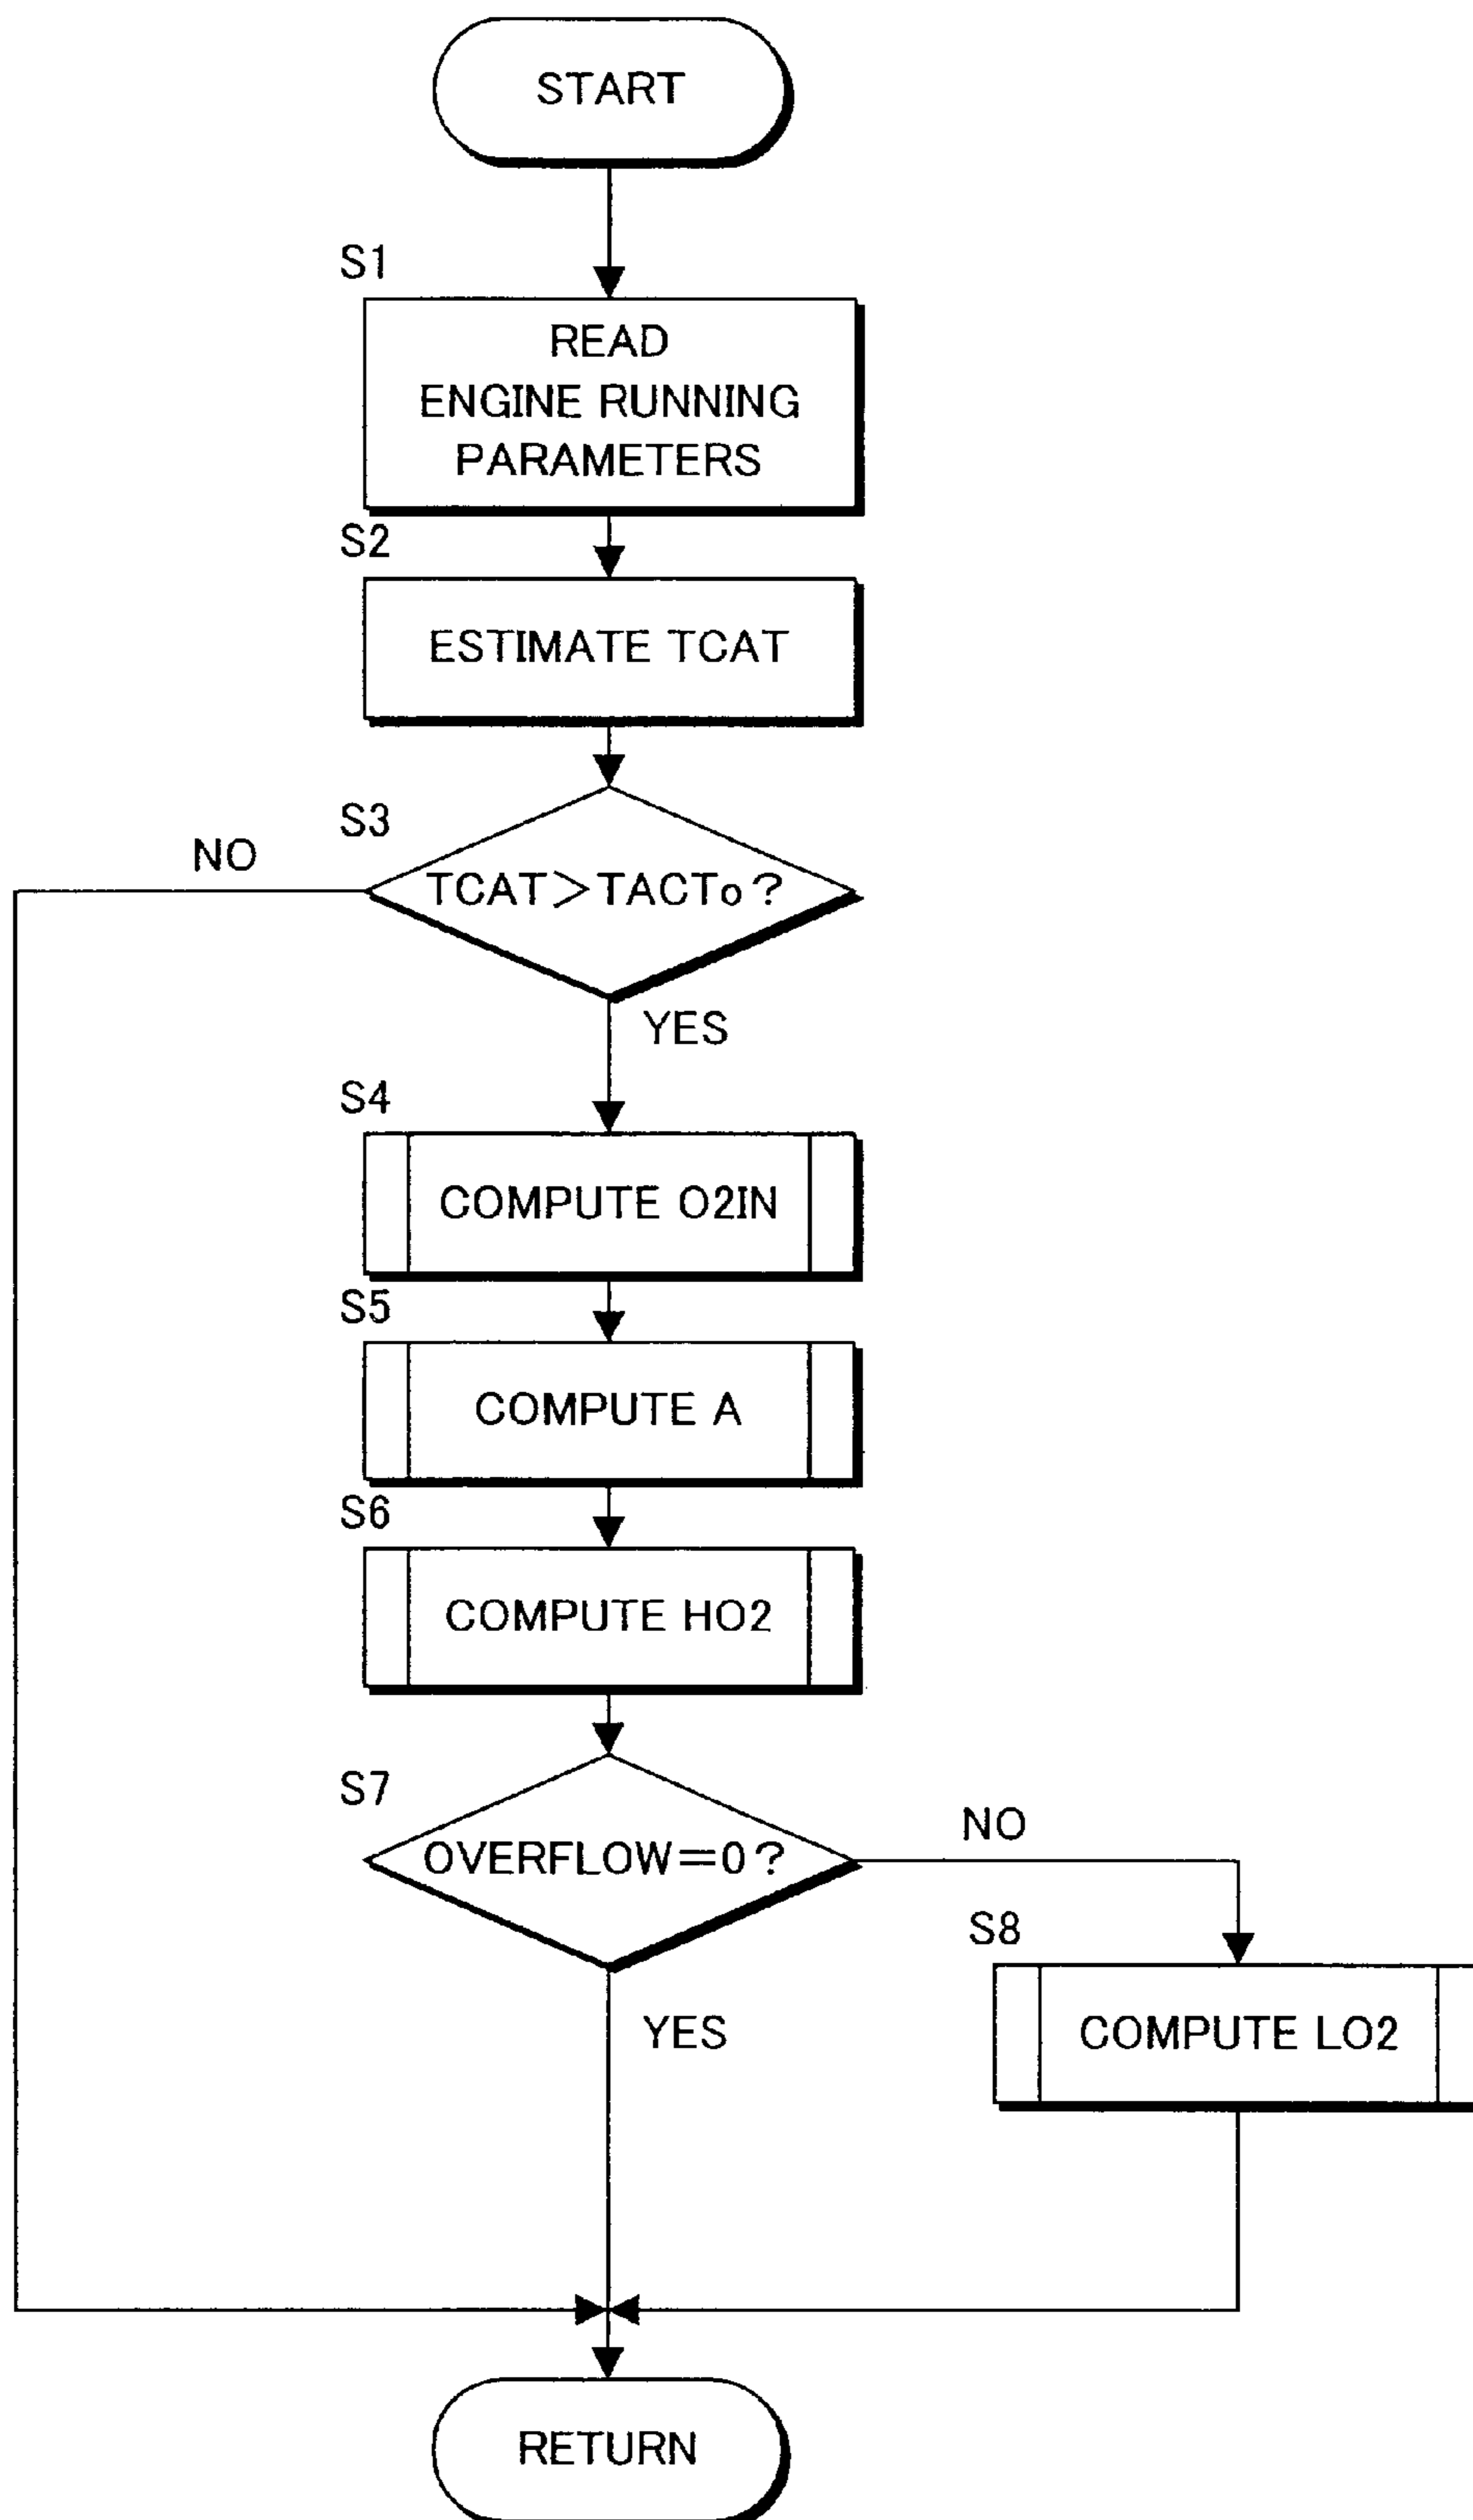 START
S1
READ
ENGINE RUNNING
PARAMETERS
S2
ESTIMATE TCAT
S3
NO
TCAT>TACTo?
YES
S4
COMPUTE O2IN
S5
COMPUTE A
S6
COMPUTE HO2
S7
OVERFLOW=0?
NO
S8
YES
COMPUTE LO2
RETURN